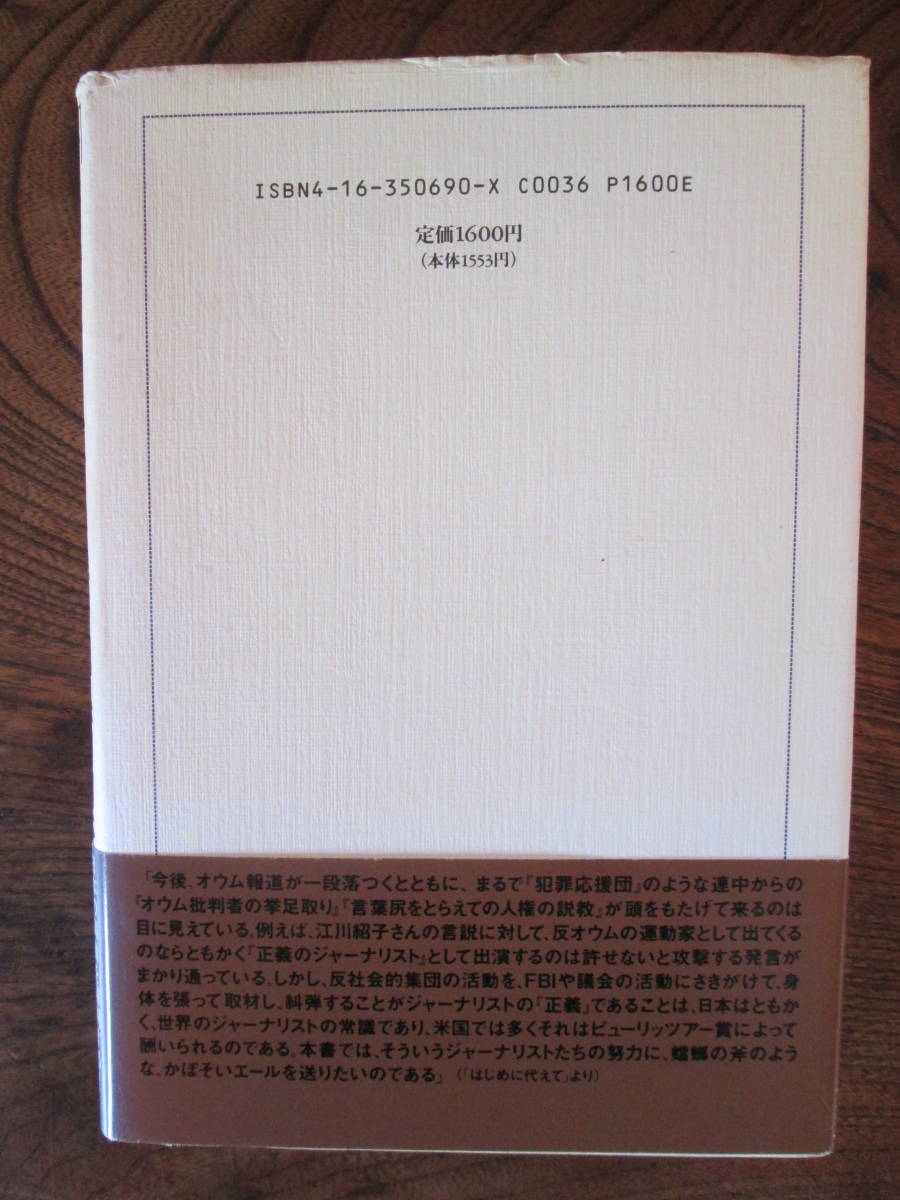 ISBN4-16-350690-X C0036 P1600E
定価1600円
(本体1553円)
「今後、オウム報道が一段落つくとともに、まるで『犯罪応援団』のような連中からの
『オウム批判者の挙足取り』『言葉尻をとらえての人権の説教』が頭をもたげて来るのは
目に見えている。例えば、江川紹子さんの言説に対して、反オウムの運動家として出てくる
のならともかく『正義のジャーナリスト』として出演するのは許せないと攻撃する発言が
まかり通っている。しかし、反社会的集団の活動を、FBIや議会の活動にさきがけて、身
体を張って取材し、糾弾することがジャーナリストの『正義』であることは、日本はともか
く、世界のジャーナリストの常識であり、米国では多くそれはピューリッツアー賞によって
酬いられるのである。本書では、そういうジャーナリストたちの努力に、蟷螂の斧のよう
な、かぼそいエールを送りたいのである」(「はじめに代えて」より)